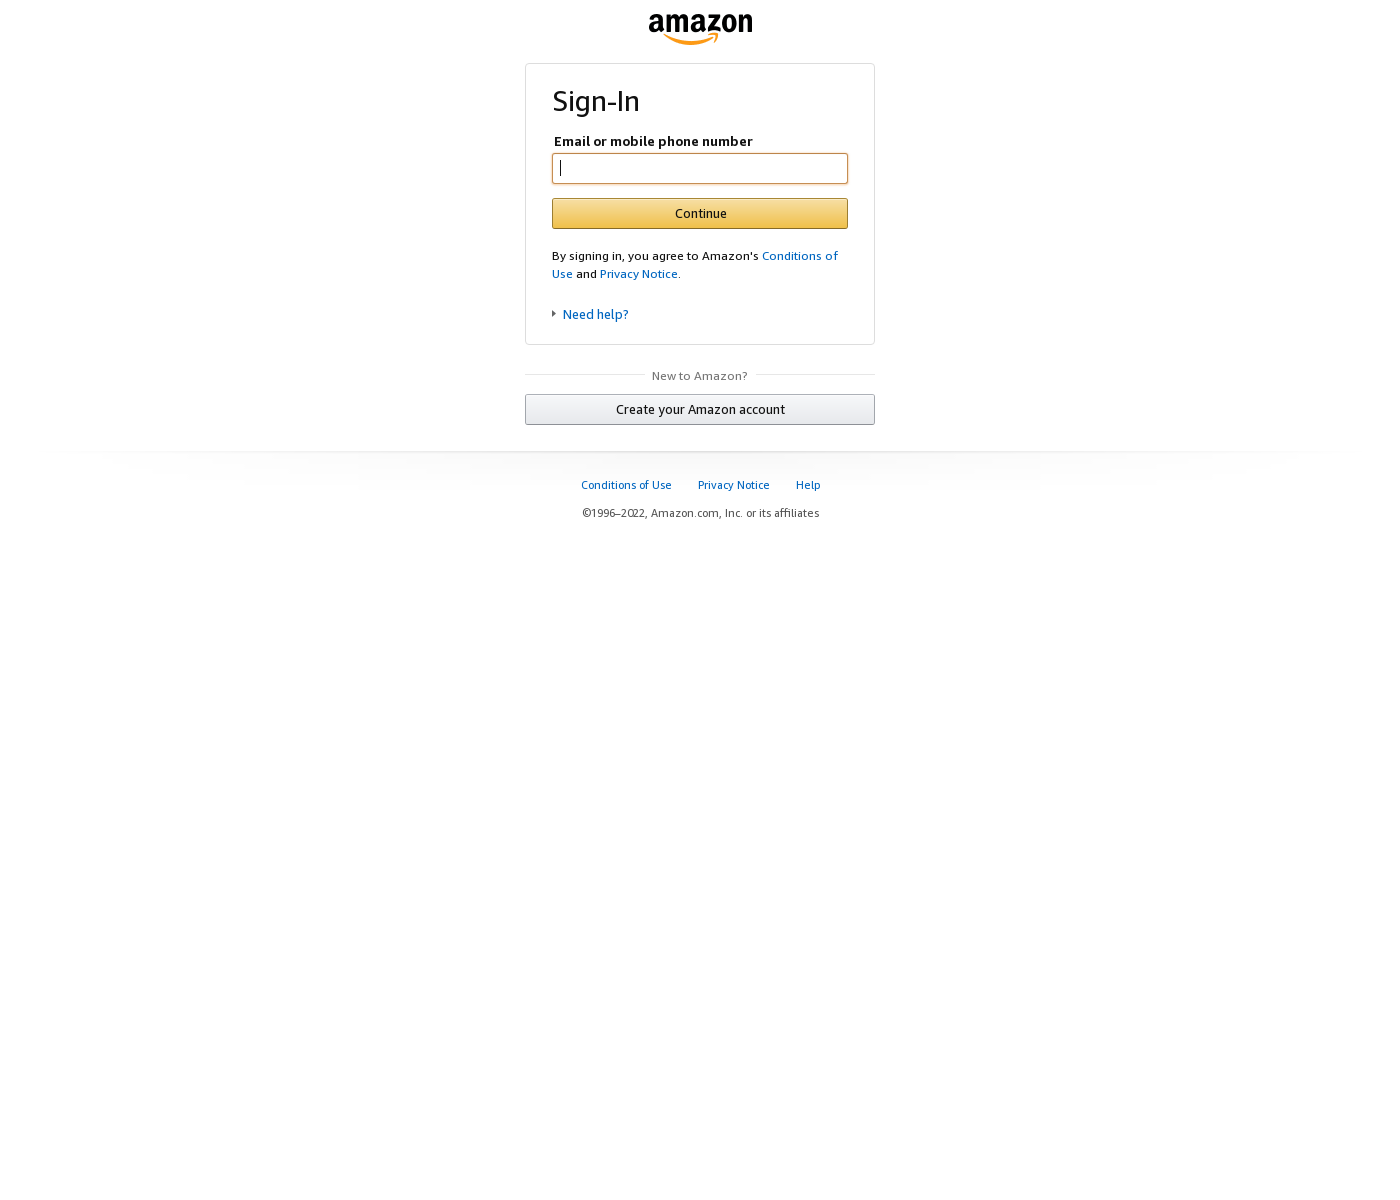 amazon
Sign-In
Email or mobile phone number
Continue
By signing in, you agree to Amazon's Conditions of
Use and Privacy Notice.
Need help?
New to Amazon?
Create your Amazon account
Conditions of Use Privacy Notice Help
©1996–2022, Amazon.com, Inc. or its affiliates